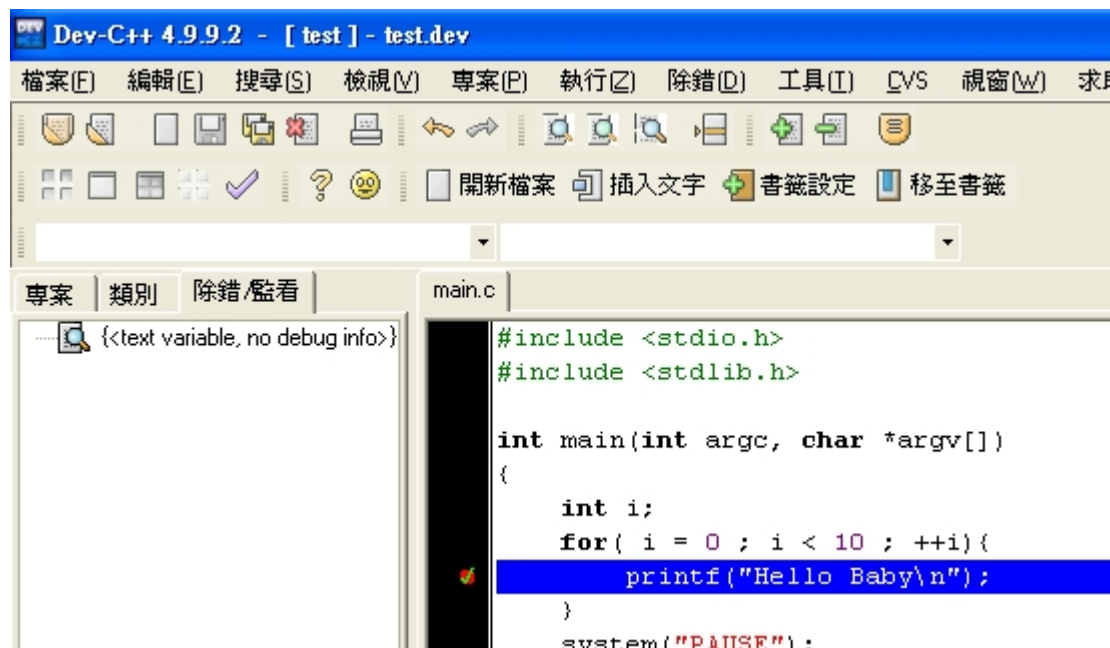 Dev-C++ 4.9.9.2 - [ test ] - test.dev
檔案(F) 編輯(E) 搜尋(S) 檢視(V) 專案(P) 執行(Z) 除錯(D) 工具(T) CVS 視窗(W)
開新檔案 插入文字 書籤設定 移至書籤
專案 類別 除錯/監看 main.c
{<text variable, no debug info>}
#include <stdio.h>
#include <stdlib.h>
int main(int argc, char *argv[])
{
int i;
for( i = 0 ; i < 10 ; ++i){
printf("Hello Baby\n");
}
system("PAUSE");